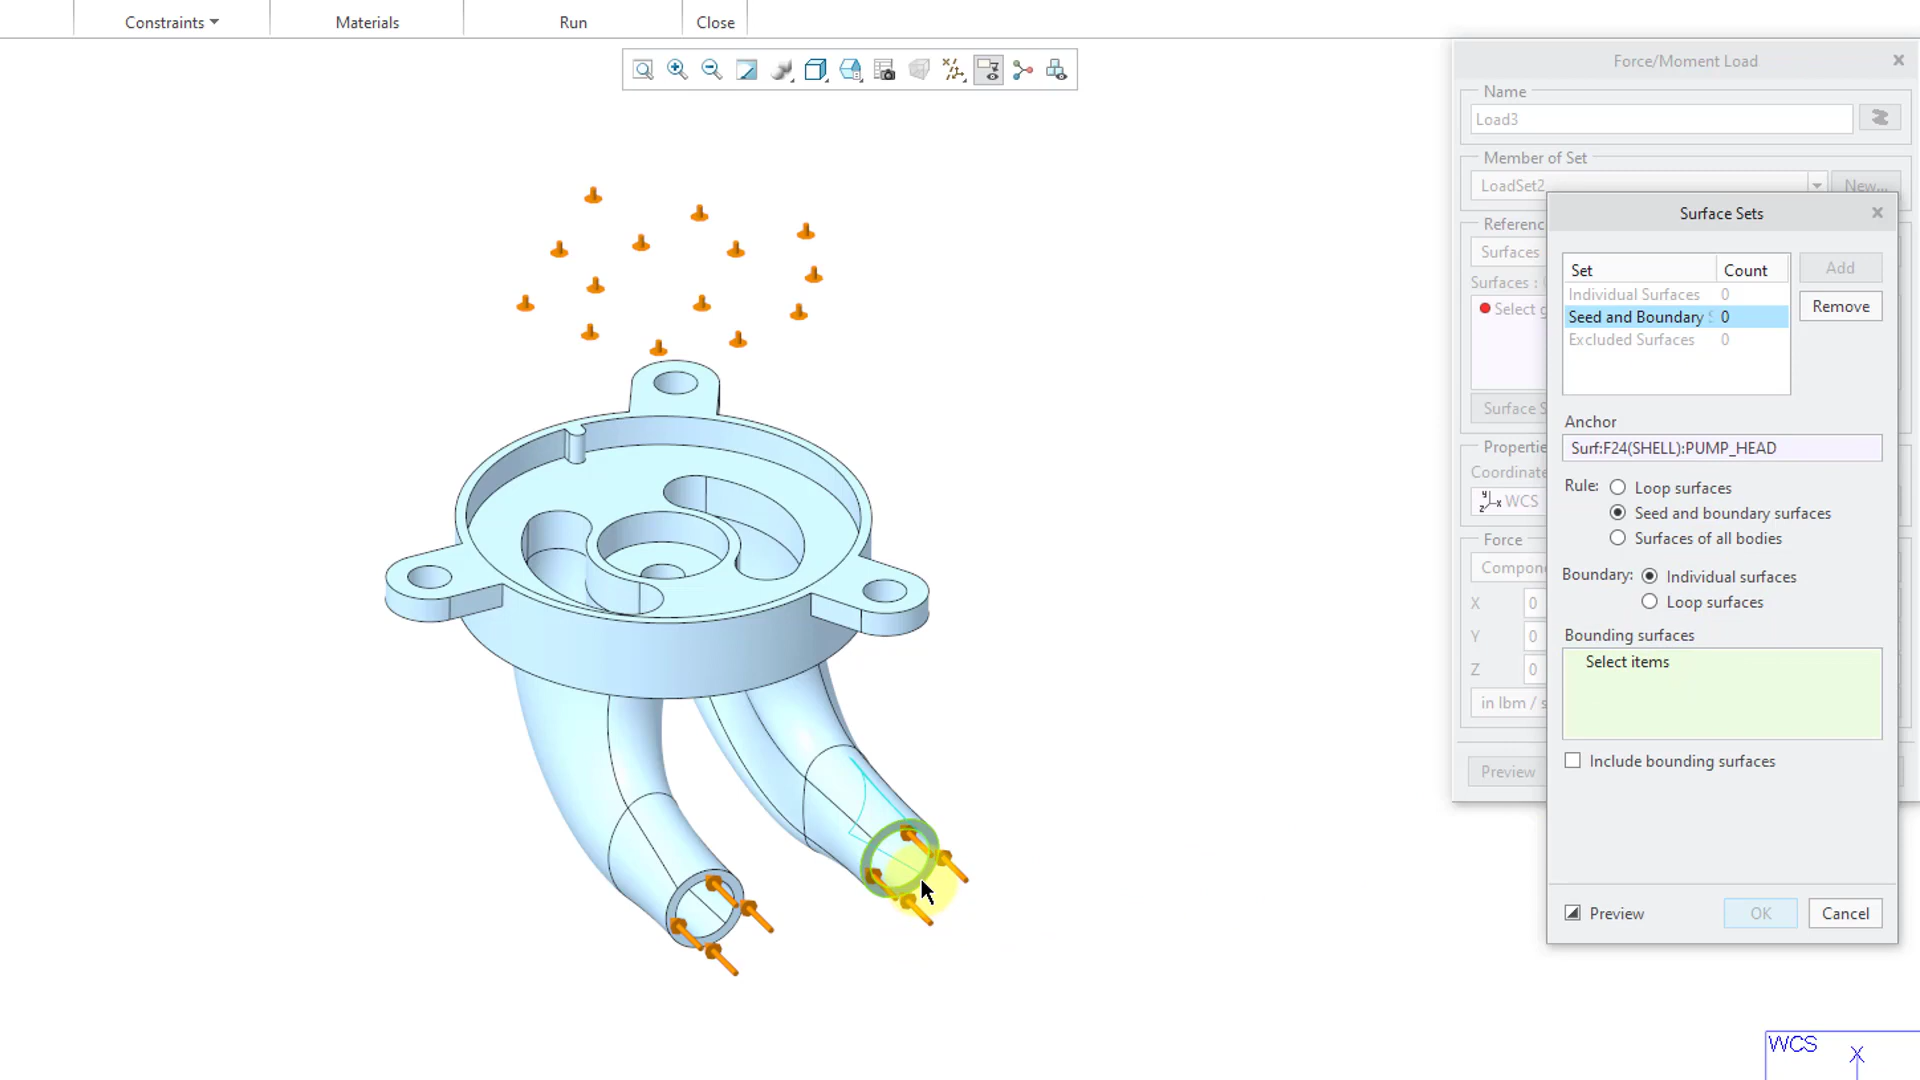 Constraints
Materials
Run
Close
Force/Moment Load
Name
Load3
Member of Set
LoadSet2
New...
Surface Sets
Referenc
Surfaces
Set
Count
Add
Surfaces :
Individual Surfaces
0
Remove
Select g
Seed and Boundary S
0
Excluded Surfaces
0
Surface S
Anchor
Surf:F24(SHELL):PUMP_HEAD
Propertie
Coordinate
WCS
Rule:
Loop surfaces
Seed and boundary surfaces
Surfaces of all bodies
Force
Compone
Boundary:
Individual surfaces
Loop surfaces
X
0
Y
0
Z
0
Bounding surfaces
Select items
in lbm / s
Preview
Include bounding surfaces
Preview
OK
Cancel
WCS
X